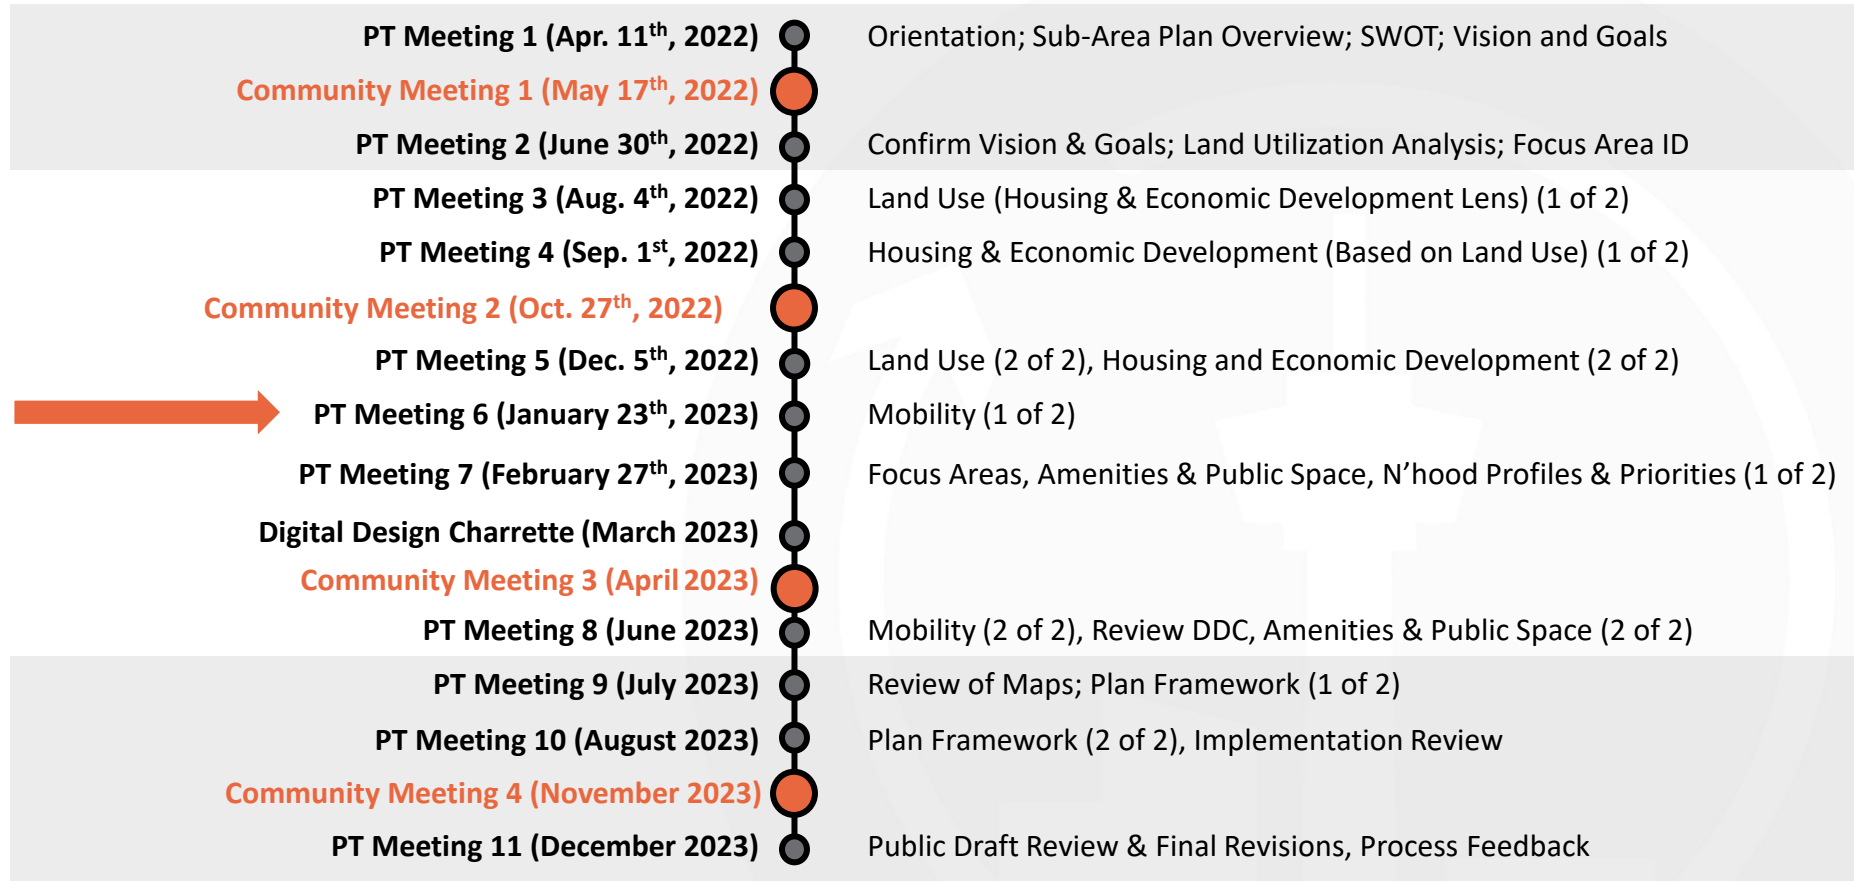 PT Meeting 1 (Apr. 11th, 2022) Orientation; Sub-Area Plan Overview; SWOT; Vision and Goals
Community Meeting 1 (May 17th, 2022)
PT Meeting 2 (June 30th, 2022) Confirm Vision & Goals; Land Utilization Analysis; Focus Area ID
PT Meeting 3 (Aug. 4th, 2022) Land Use (Housing & Economic Development Lens) (1 of 2)
PT Meeting 4 (Sep. 1st, 2022) Housing & Economic Development (Based on Land Use) (1 of 2)
Community Meeting 2 (Oct. 27th, 2022)
PT Meeting 5 (Dec. 5th, 2022) Land Use (2 of 2), Housing and Economic Development (2 of 2)
PT Meeting 6 (January 23th, 2023) Mobility (1 of 2)
PT Meeting 7 (February 27th, 2023) Focus Areas, Amenities & Public Space, N’hood Profiles & Priorities (1 of 2)
Digital Design Charrette (March 2023)
Community Meeting 3 (April 2023)
PT Meeting 8 (June 2023) Mobility (2 of 2), Review DDC, Amenities & Public Space (2 of 2)
PT Meeting 9 (July 2023) Review of Maps; Plan Framework (1 of 2)
PT Meeting 10 (August 2023) Plan Framework (2 of 2), Implementation Review
Community Meeting 4 (November 2023)
PT Meeting 11 (December 2023) Public Draft Review & Final Revisions, Process Feedback